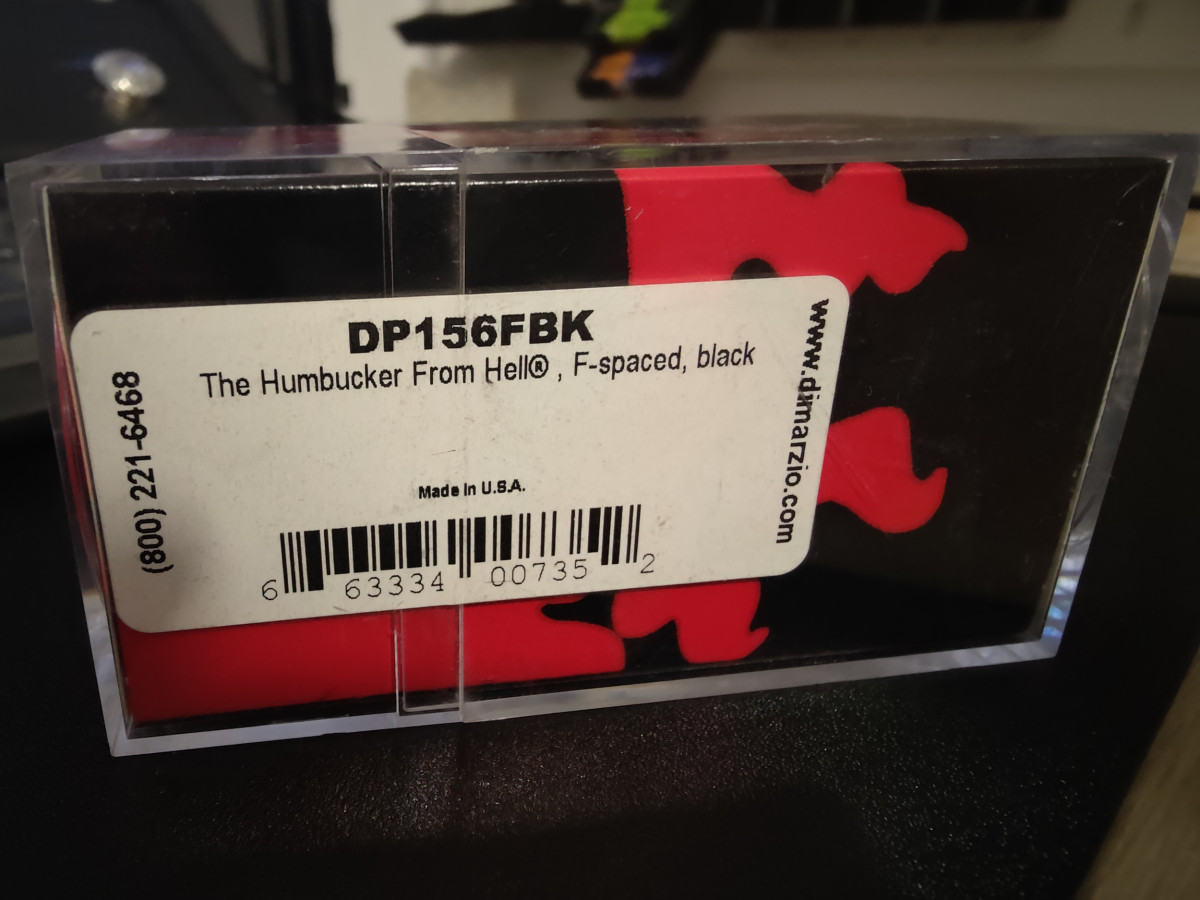 DP156FBK
The Humbucker From Hell® , F-spaced, black
(800) 221-6468
www.dimarzio.com
Made in U.S.A.
6 63334 00735 2